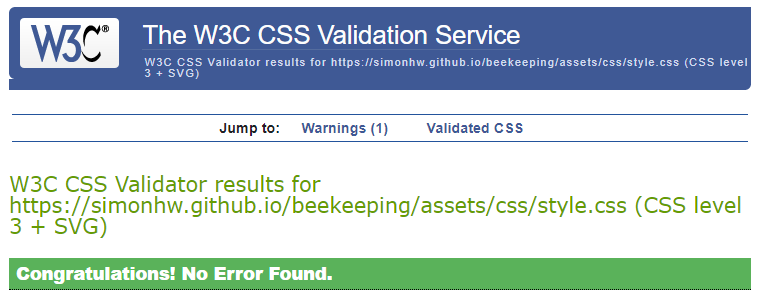 W3C®
The W3C CSS Validation Service
W3C CSS Validator results for https://simonhw.github.io/beekeeping/assets/css/style.css (CSS level
3 + SVG)
Jump to: Warnings (1) Validated CSS
W3C CSS Validator results for
https://simonhw.github.io/beekeeping/assets/css/style.css (CSS level
3 + SVG)
Congratulations! No Error Found.